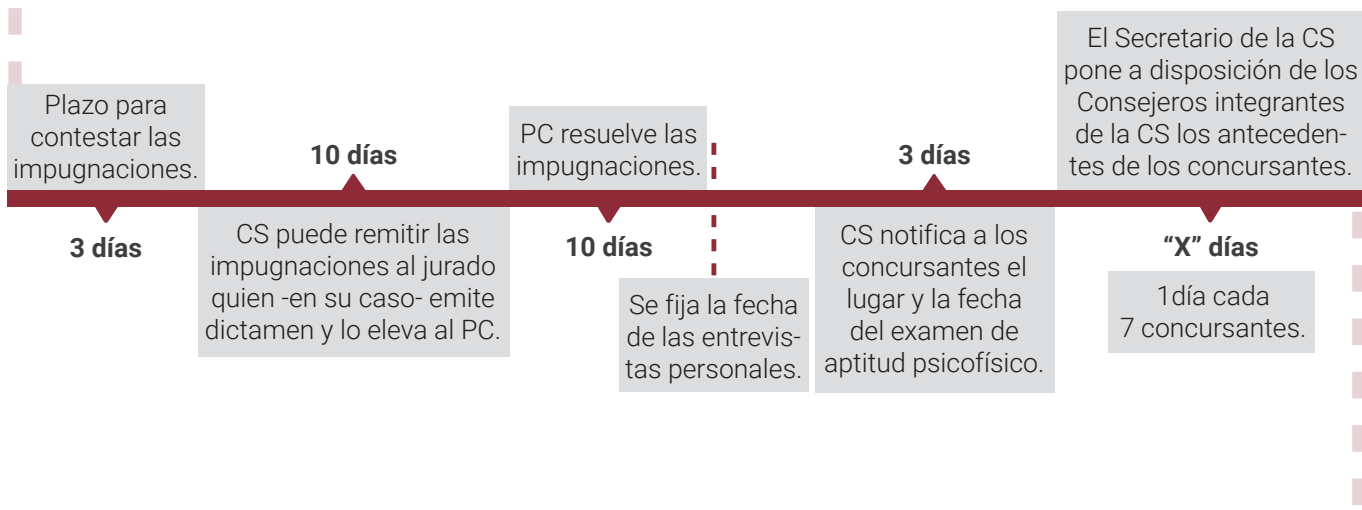 Plazo para
contestar las
impugnaciones.
3 días
10 días
CS puede remitir las
impugnaciones al jurado
quien -en su caso- emite
dictamen y lo eleva al PC.
PC resuelve las
impugnaciones.
10 días
Se fija la fecha
de las entrevis-
tas personales.
3 días
CS notifica a los
concursantes el
lugar y la fecha
del examen de
aptitud psicofísico.
El Secretario de la CS
pone a disposición de los
Consejeros integrantes
de la CS los anteceden-
tes de los concursantes.
“X” días
1día cada
7 concursantes.